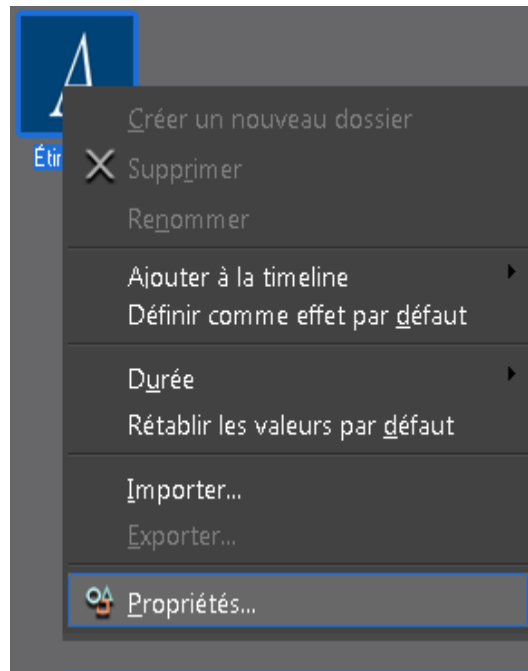 A
Étir
Créer un nouveau dossier
Supprimer
Renommer
Ajouter à la timeline
Définir comme effet par défaut
Durée
Rétablir les valeurs par défaut
Importer...
Exporter...
Propriétés...